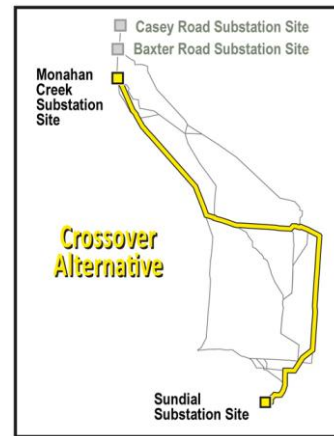 Casey Road Substation Site
Baxter Road Substation Site
Monahan
Creek
Substation
Site
Crossover
Alternative
Sundial
Substation Site